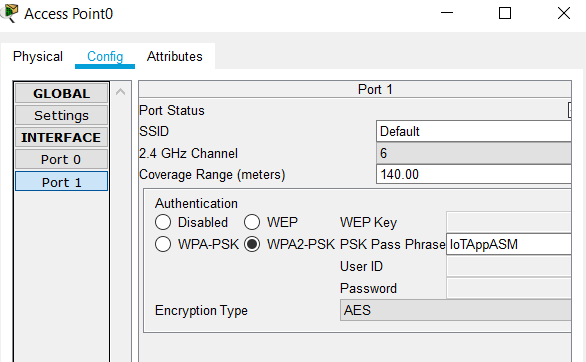 Access Point0
Physical Config Attributes
GLOBAL
Settings
INTERFACE
Port 0
Port 1
Port 1
Port Status
SSID Default
2.4 GHz Channel 6
Coverage Range (meters) 140.00
Authentication
Disabled WEP WEP Key
WPA-PSK WPA2-PSK PSK Pass Phrase IoTAppASM
User ID
Password
Encryption Type AES